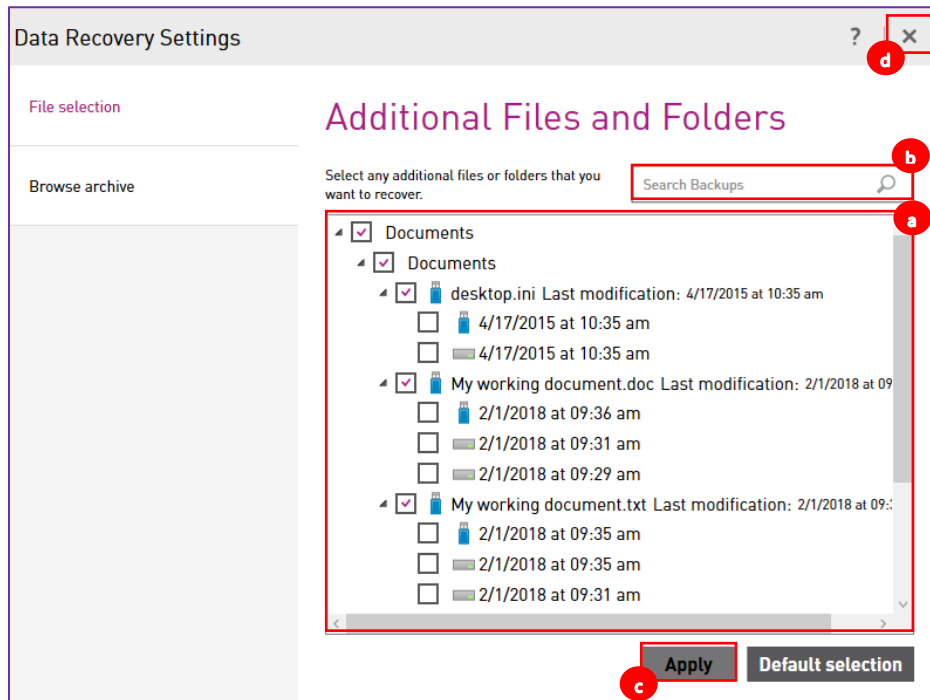 Data Recovery Settings
?
d
File selection
Additional Files and Folders
Browse archive
Select any additional files or folders that you
want to recover.
Search Backups
b
a
Documents
Documents
desktop.ini Last modification: 4/17/2015 at 10:35 am
4/17/2015 at 10:35 am
4/17/2015 at 10:35 am
My working document.doc Last modification: 2/1/2018 at 09
2/1/2018 at 09:36 am
2/1/2018 at 09:31 am
2/1/2018 at 09:29 am
My working document.txt Last modification: 2/1/2018 at 09:
2/1/2018 at 09:35 am
2/1/2018 at 09:35 am
2/1/2018 at 09:31 am
Apply
Default selection
c